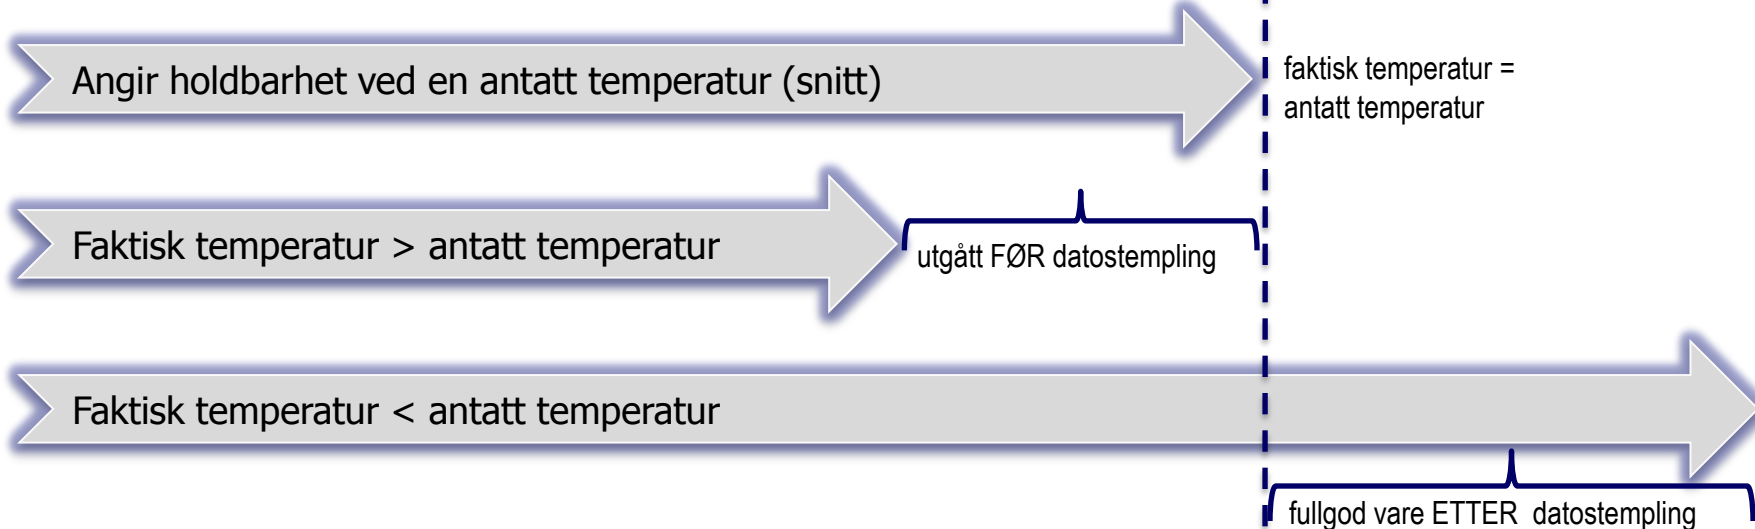 Angir holdbarhet ved en antatt temperatur (snitt)
faktisk temperatur =
antatt temperatur
Faktisk temperatur > antatt temperatur
utgått FØR datostempling
Faktisk temperatur < antatt temperatur
fullgod vare ETTER datostempling